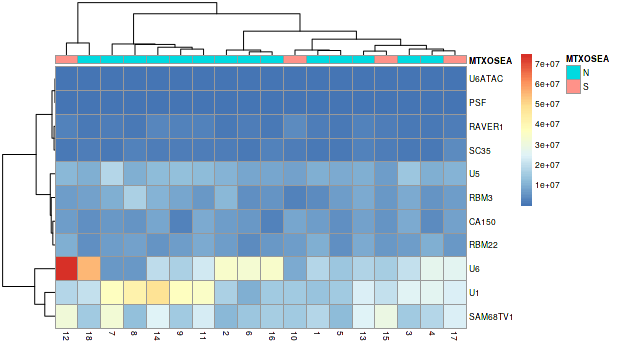 MTXOSEA
U6ATAC
PSF
RAVER1
SC35
U5
RBM3
CA150
RBM22
U6
U1
SAM68TV1
12 18 7 8 14 9 11 2 6 16 10 1 5 13 15 3 4 17
7e+07
6e+07
5e+07
4e+07
3e+07
2e+07
1e+07
MTXOSEA
N
S